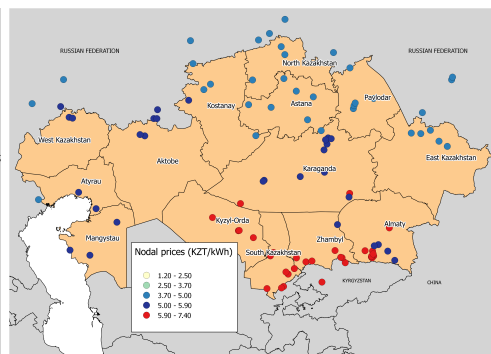 RUSSIAN FEDERATION
RUSSIAN FEDERATION
North Kazakhstan
Kostanay
Astana
Pavlodar
West Kazakhstan
Aktobe
Karaganda
East Kazakhstan
Atyrau
Mangystau
Kyzyl-Orda
South Kazakhstan
Zhambyl
Almaty
KYRGYZSTAN
CHINA
Nodal prices (KZT/kWh)
1.20 - 2.50
2.50 - 3.70
3.70 - 5.00
5.00 - 5.90
5.90 - 7.40